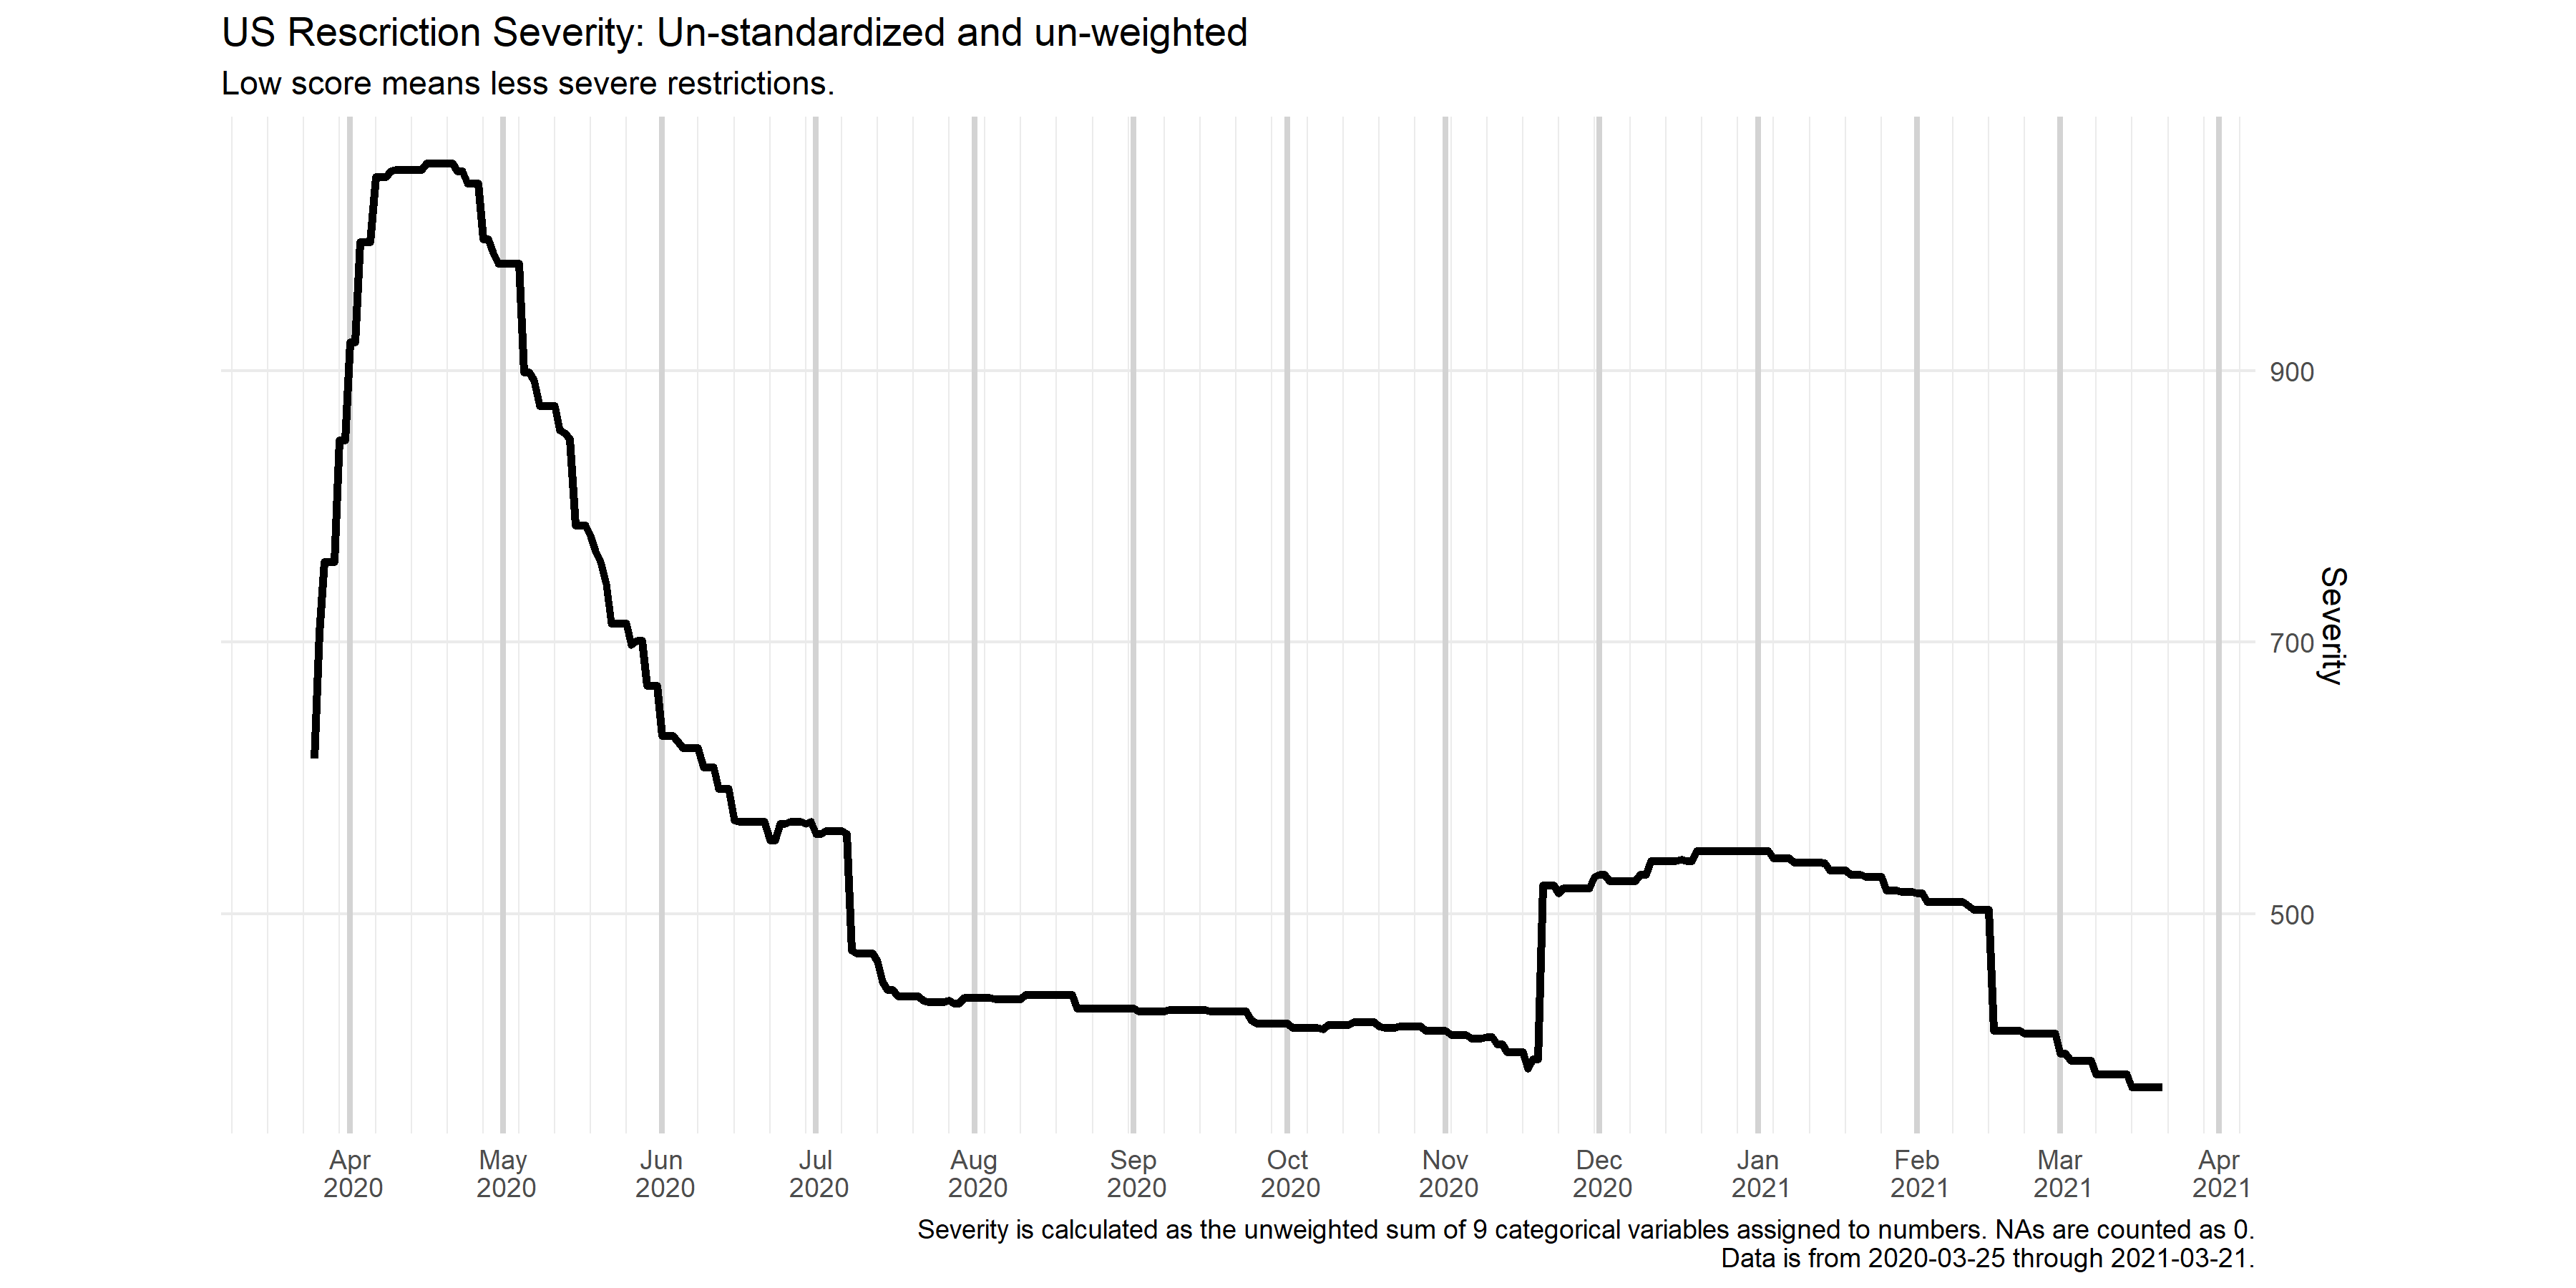 US Rescriction Severity: Un-standardized and un-weighted
Low score means less severe restrictions.
900
700
500
Severity
Apr 2020
May 2020
Jun 2020
Jul 2020
Aug 2020
Sep 2020
Oct 2020
Nov 2020
Dec 2020
Jan 2021
Feb 2021
Mar 2021
Apr 2021
Severity is calculated as the unweighted sum of 9 categorical variables assigned to numbers. NAs are counted as 0.
Data is from 2020-03-25 through 2021-03-21.